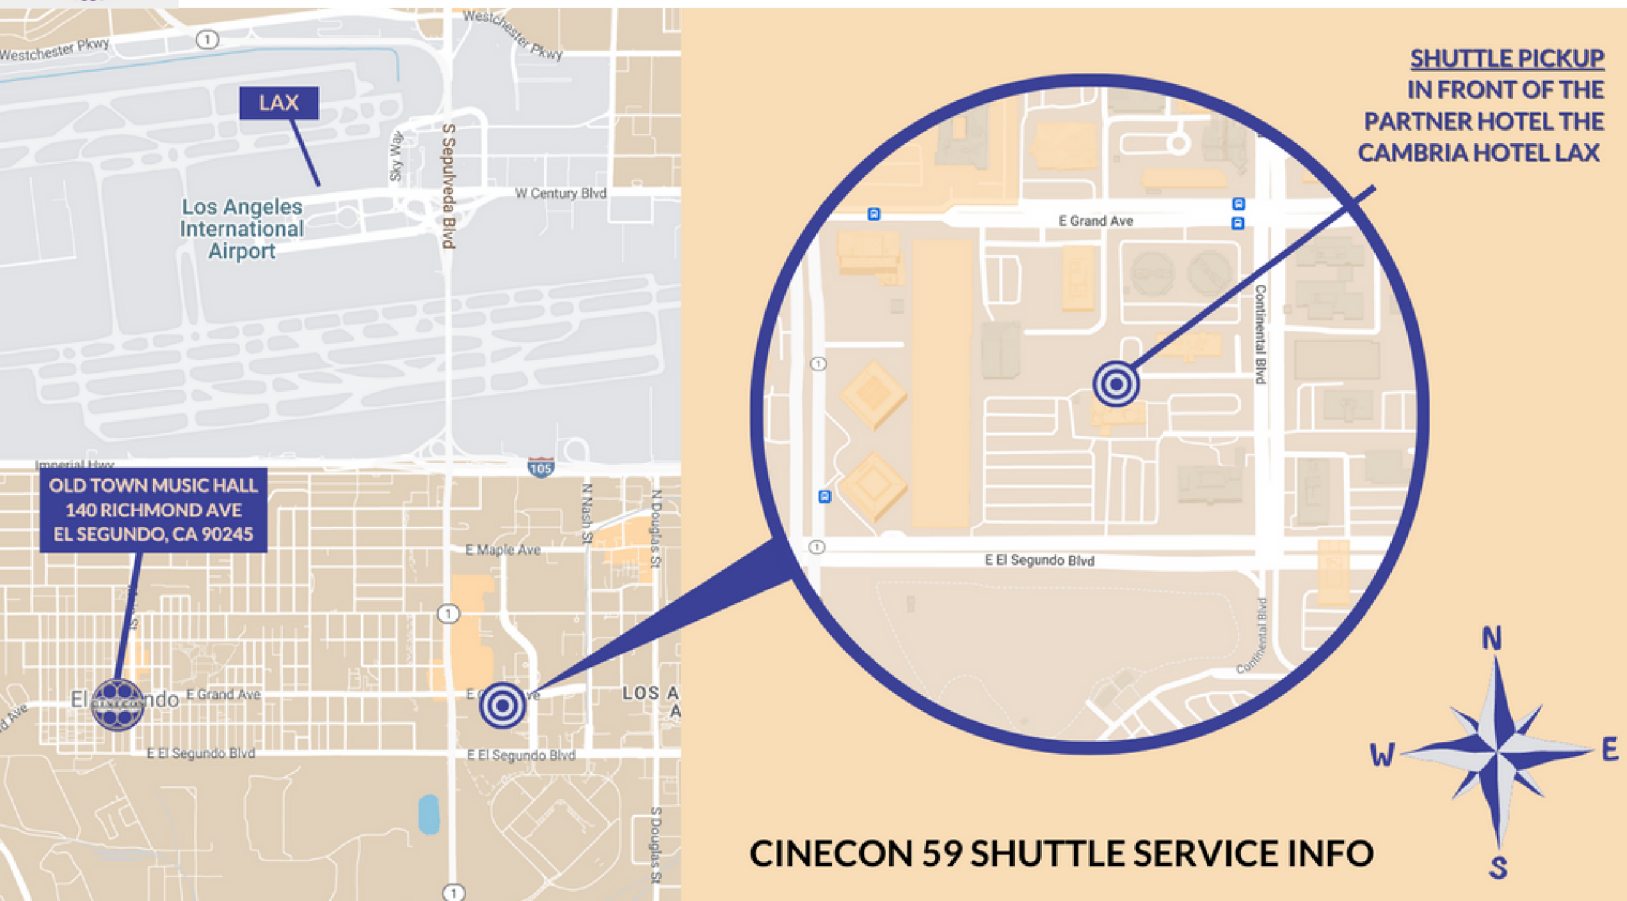 Westchester Pkwy
1
Westchester Pkwy
LAX
Sky Way
S Sepulveda Blvd
W Century Blvd
Los Angeles
International
Airport
Imperial Hwy
105
OLD TOWN MUSIC HALL
140 RICHMOND AVE
EL SEGUNDO, CA 90245
N Nash St
N Douglas St
E Maple Ave
1
E Grand Ave
LOS A
A
E El Segundo Blvd
E El Segundo Blvd
S Douglas St
1
SHUTTLE PICKUP
IN FRONT OF THE
PARTNER HOTEL THE
CAMBRIA HOTEL LAX
E Grand Ave
Continental Blvd
1
1
E El Segundo Blvd
Continental Blvd
N
W
E
S
CINECON 59 SHUTTLE SERVICE INFO